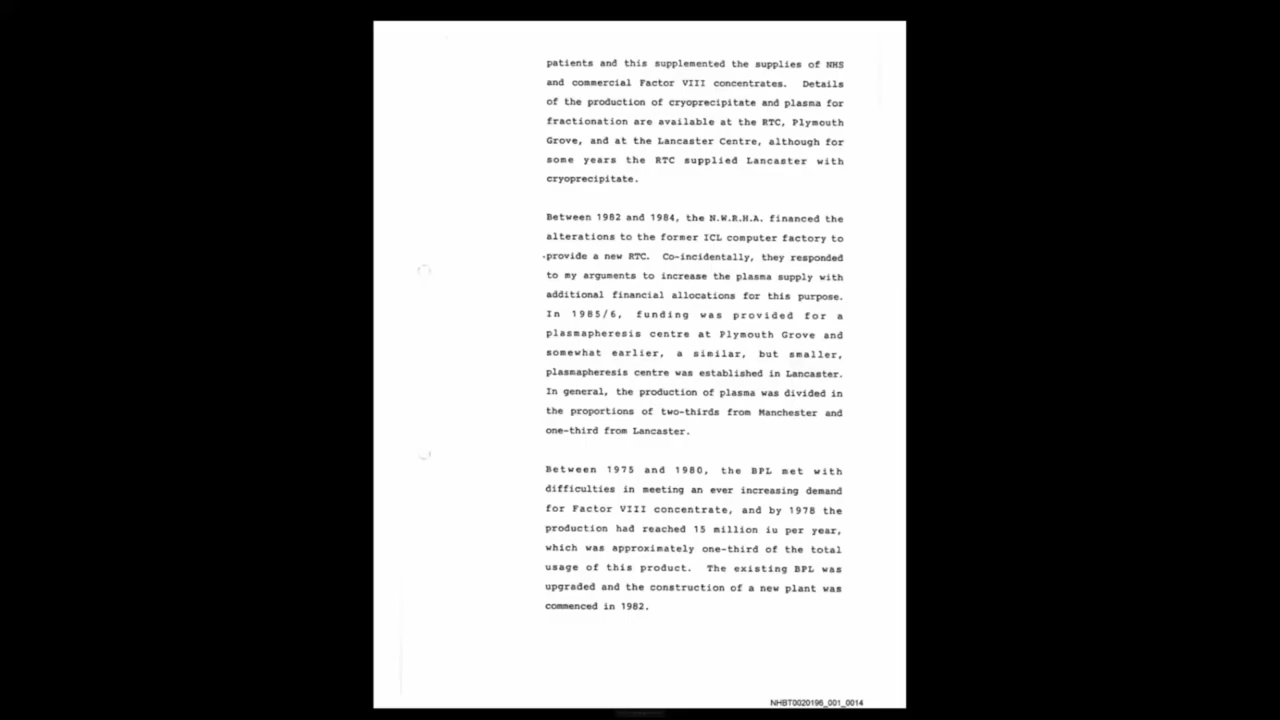 patients and this supplemented the supplies of NHS
and commercial Factor VIII concentrates. Details
of the production of cryoprecipitate and plasma for
fractionation are available at the RTC, Plymouth
Grove, and at the Lancaster Centre, although for
some years the RTC supplied Lancaster with
cryoprecipitate.
Between 1982 and 1984, the N.W.R.H.A. financed the
alterations to the former ICL computer factory to
provide a new RTC. Co-incidentally, they responded
to my arguments to increase the plasma supply with
additional financial allocations for this purpose.
In 1985/6, funding was provided for a
plasmapheresis centre at Plymouth Grove and
somewhat earlier, a similar, but smaller,
plasmapheresis centre was established in Lancaster.
In general, the production of plasma was divided in
the proportions of two-thirds from Manchester and
one-third from Lancaster.
Between 1975 and 1980, the BPL met with
difficulties in meeting an ever increasing demand
for Factor VIII concentrate, and by 1978 the
production had reached 15 million iu per year,
which was approximately one-third of the total
usage of this product. The existing BPL was
upgraded and the construction of a new plant was
commenced in 1982.
NHBT0020196_001_0014